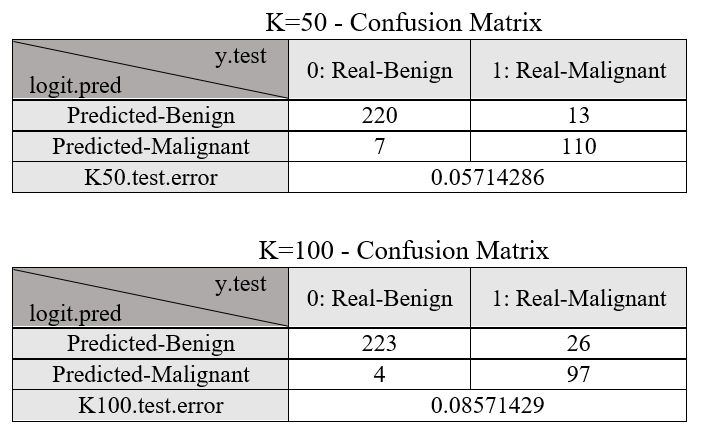 K=50 - Confusion Matrix
y.test
logit.pred
0: Real-Benign 1: Real-Malignant
Predicted-Benign 220 13
Predicted-Malignant 7 110
K50.test.error 0.05714286
K=100 - Confusion Matrix
y.test
logit.pred
0: Real-Benign 1: Real-Malignant
Predicted-Benign 223 26
Predicted-Malignant 4 97
K100.test.error 0.08571429